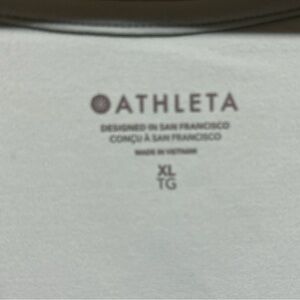 ATHLETA
DESIGNED IN SAN FRANCISCO
CONÇU À SAN FRANCISCO
MADE IN VIETNAM
XL
TG